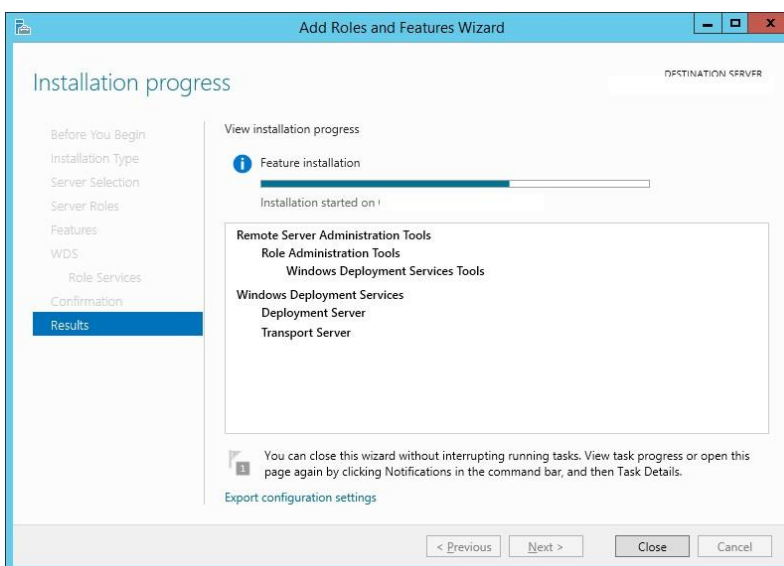 Add Roles and Features Wizard
Installation progress
DESTINATION SERVER
Before You Begin
Installation Type
Server Selection
Server Roles
Features
WDS
Role Services
Confirmation
Results
View installation progress
Feature installation
Installation started on
Remote Server Administration Tools
Role Administration Tools
Windows Deployment Services Tools
Windows Deployment Services
Deployment Server
Transport Server
1
You can close this wizard without interrupting running tasks. View task progress or open this
page again by clicking Notifications in the command bar, and then Task Details.
Export configuration settings
< Previous
Next >
Close
Cancel